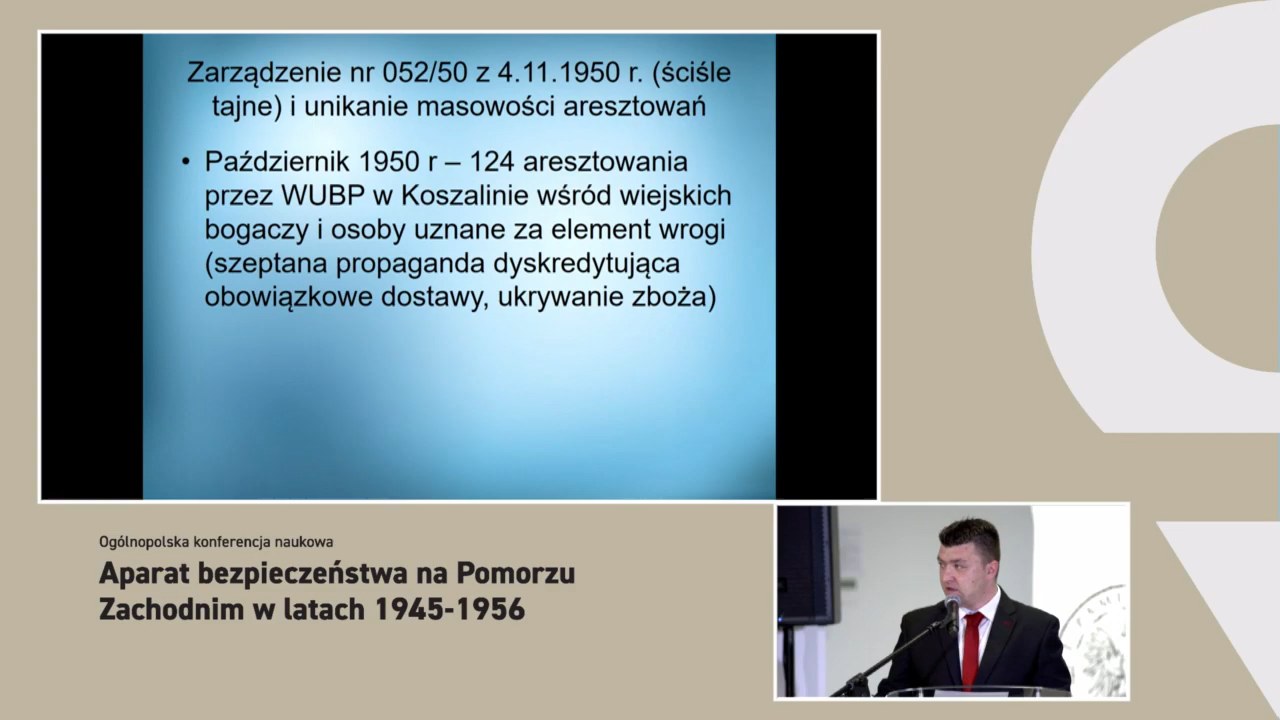 Zarządzenie nr 052/50 z 4.11.1950 r. (ściśle
tajne) i unikanie masowości aresztowań
• Październik 1950 r – 124 aresztowania
przez WUBP w Koszalinie wśród wiejskich
bogaczy i osoby uznane za element wrogi
(szeptana propaganda dyskredytująca
obowiązkowe dostawy, ukrywanie zboża)
Ogólnopolska konferencja naukowa
Aparat bezpieczeństwa na Pomorzu
Zachodnim w latach 1945-1956